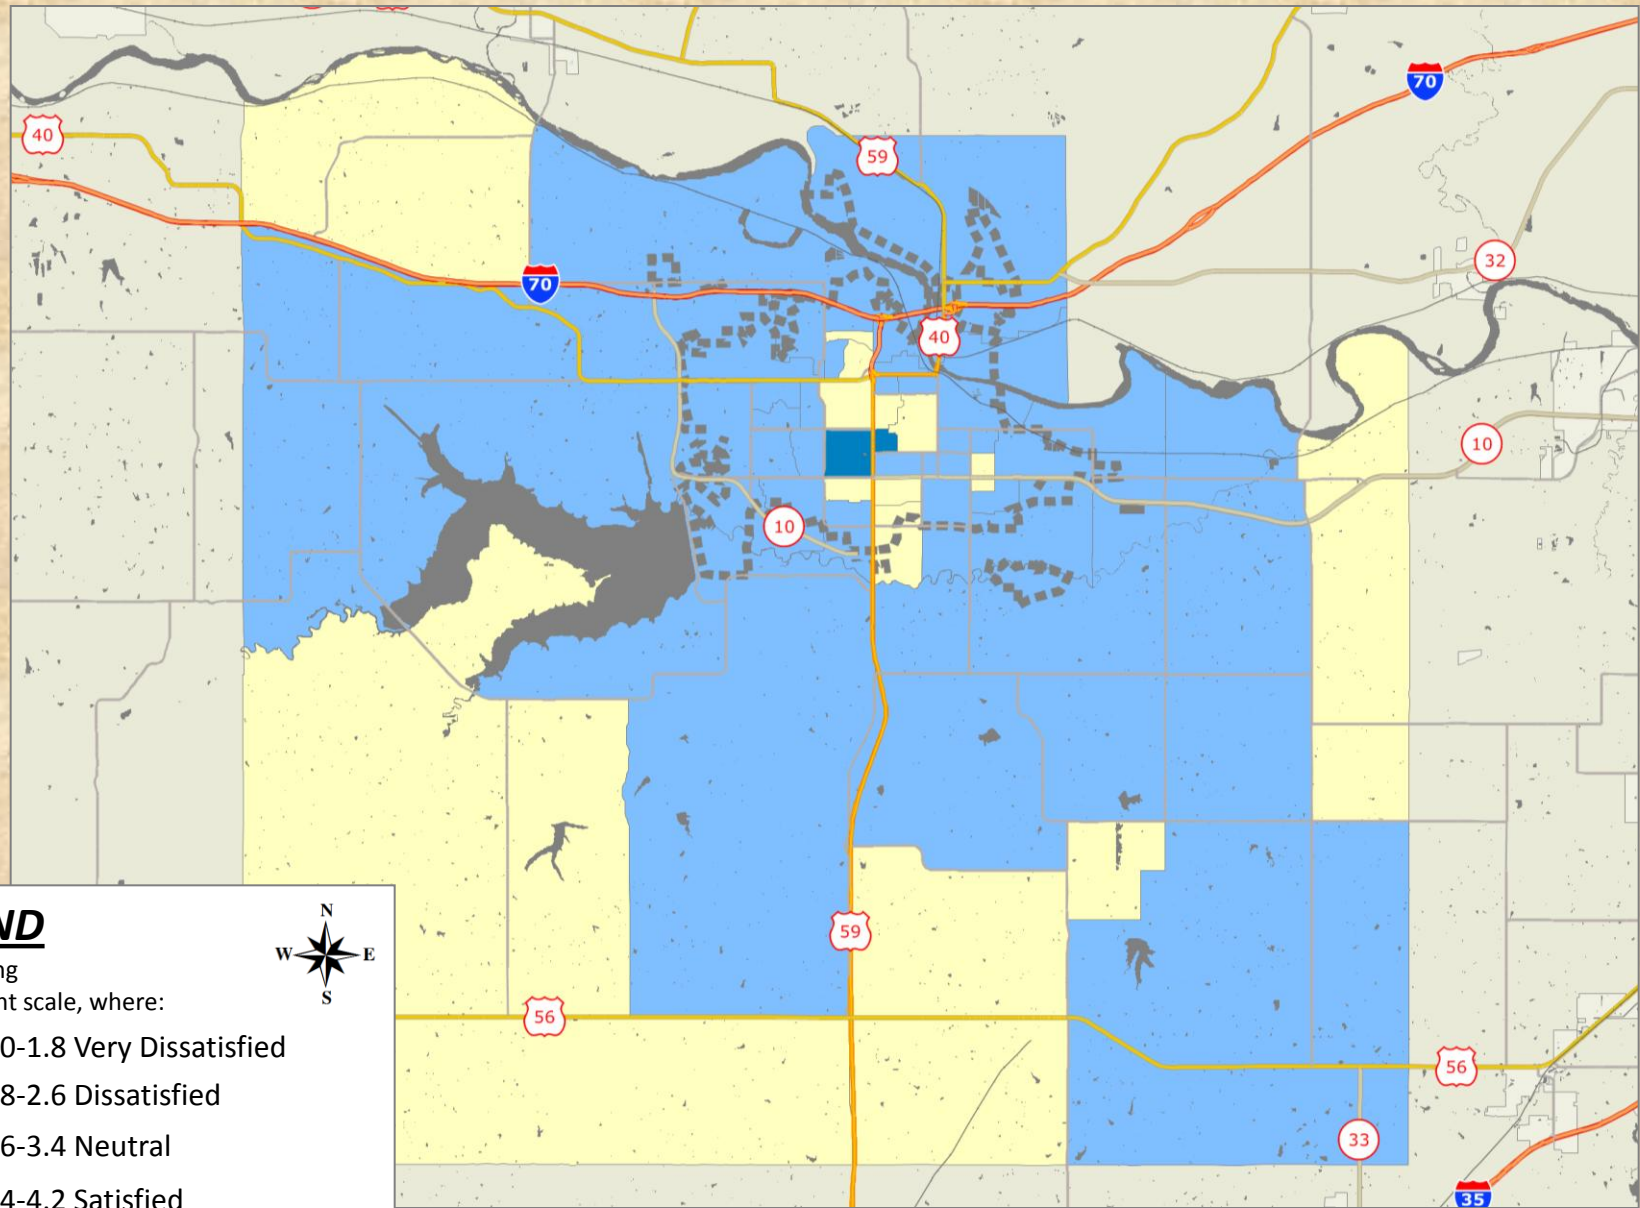 70
40
59
32
70
40
10
10
59
56
56
33
35
ND
N
W E
S
ng
nt scale, where:
0-1.8 Very Dissatisfied
8-2.6 Dissatisfied
6-3.4 Neutral
4-4.2 Satisfied